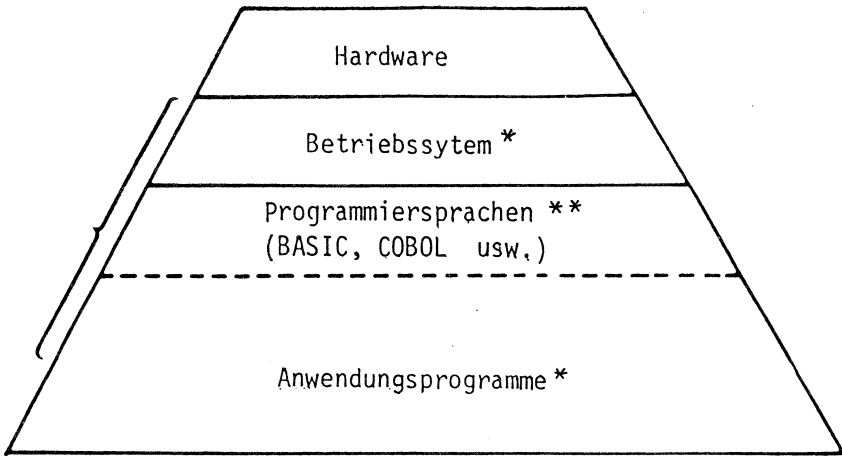 Hardware
Betriebssytem *
Programmiersprachen **
(BASIC, COBOL usw.)
Anwendungsprogramme *